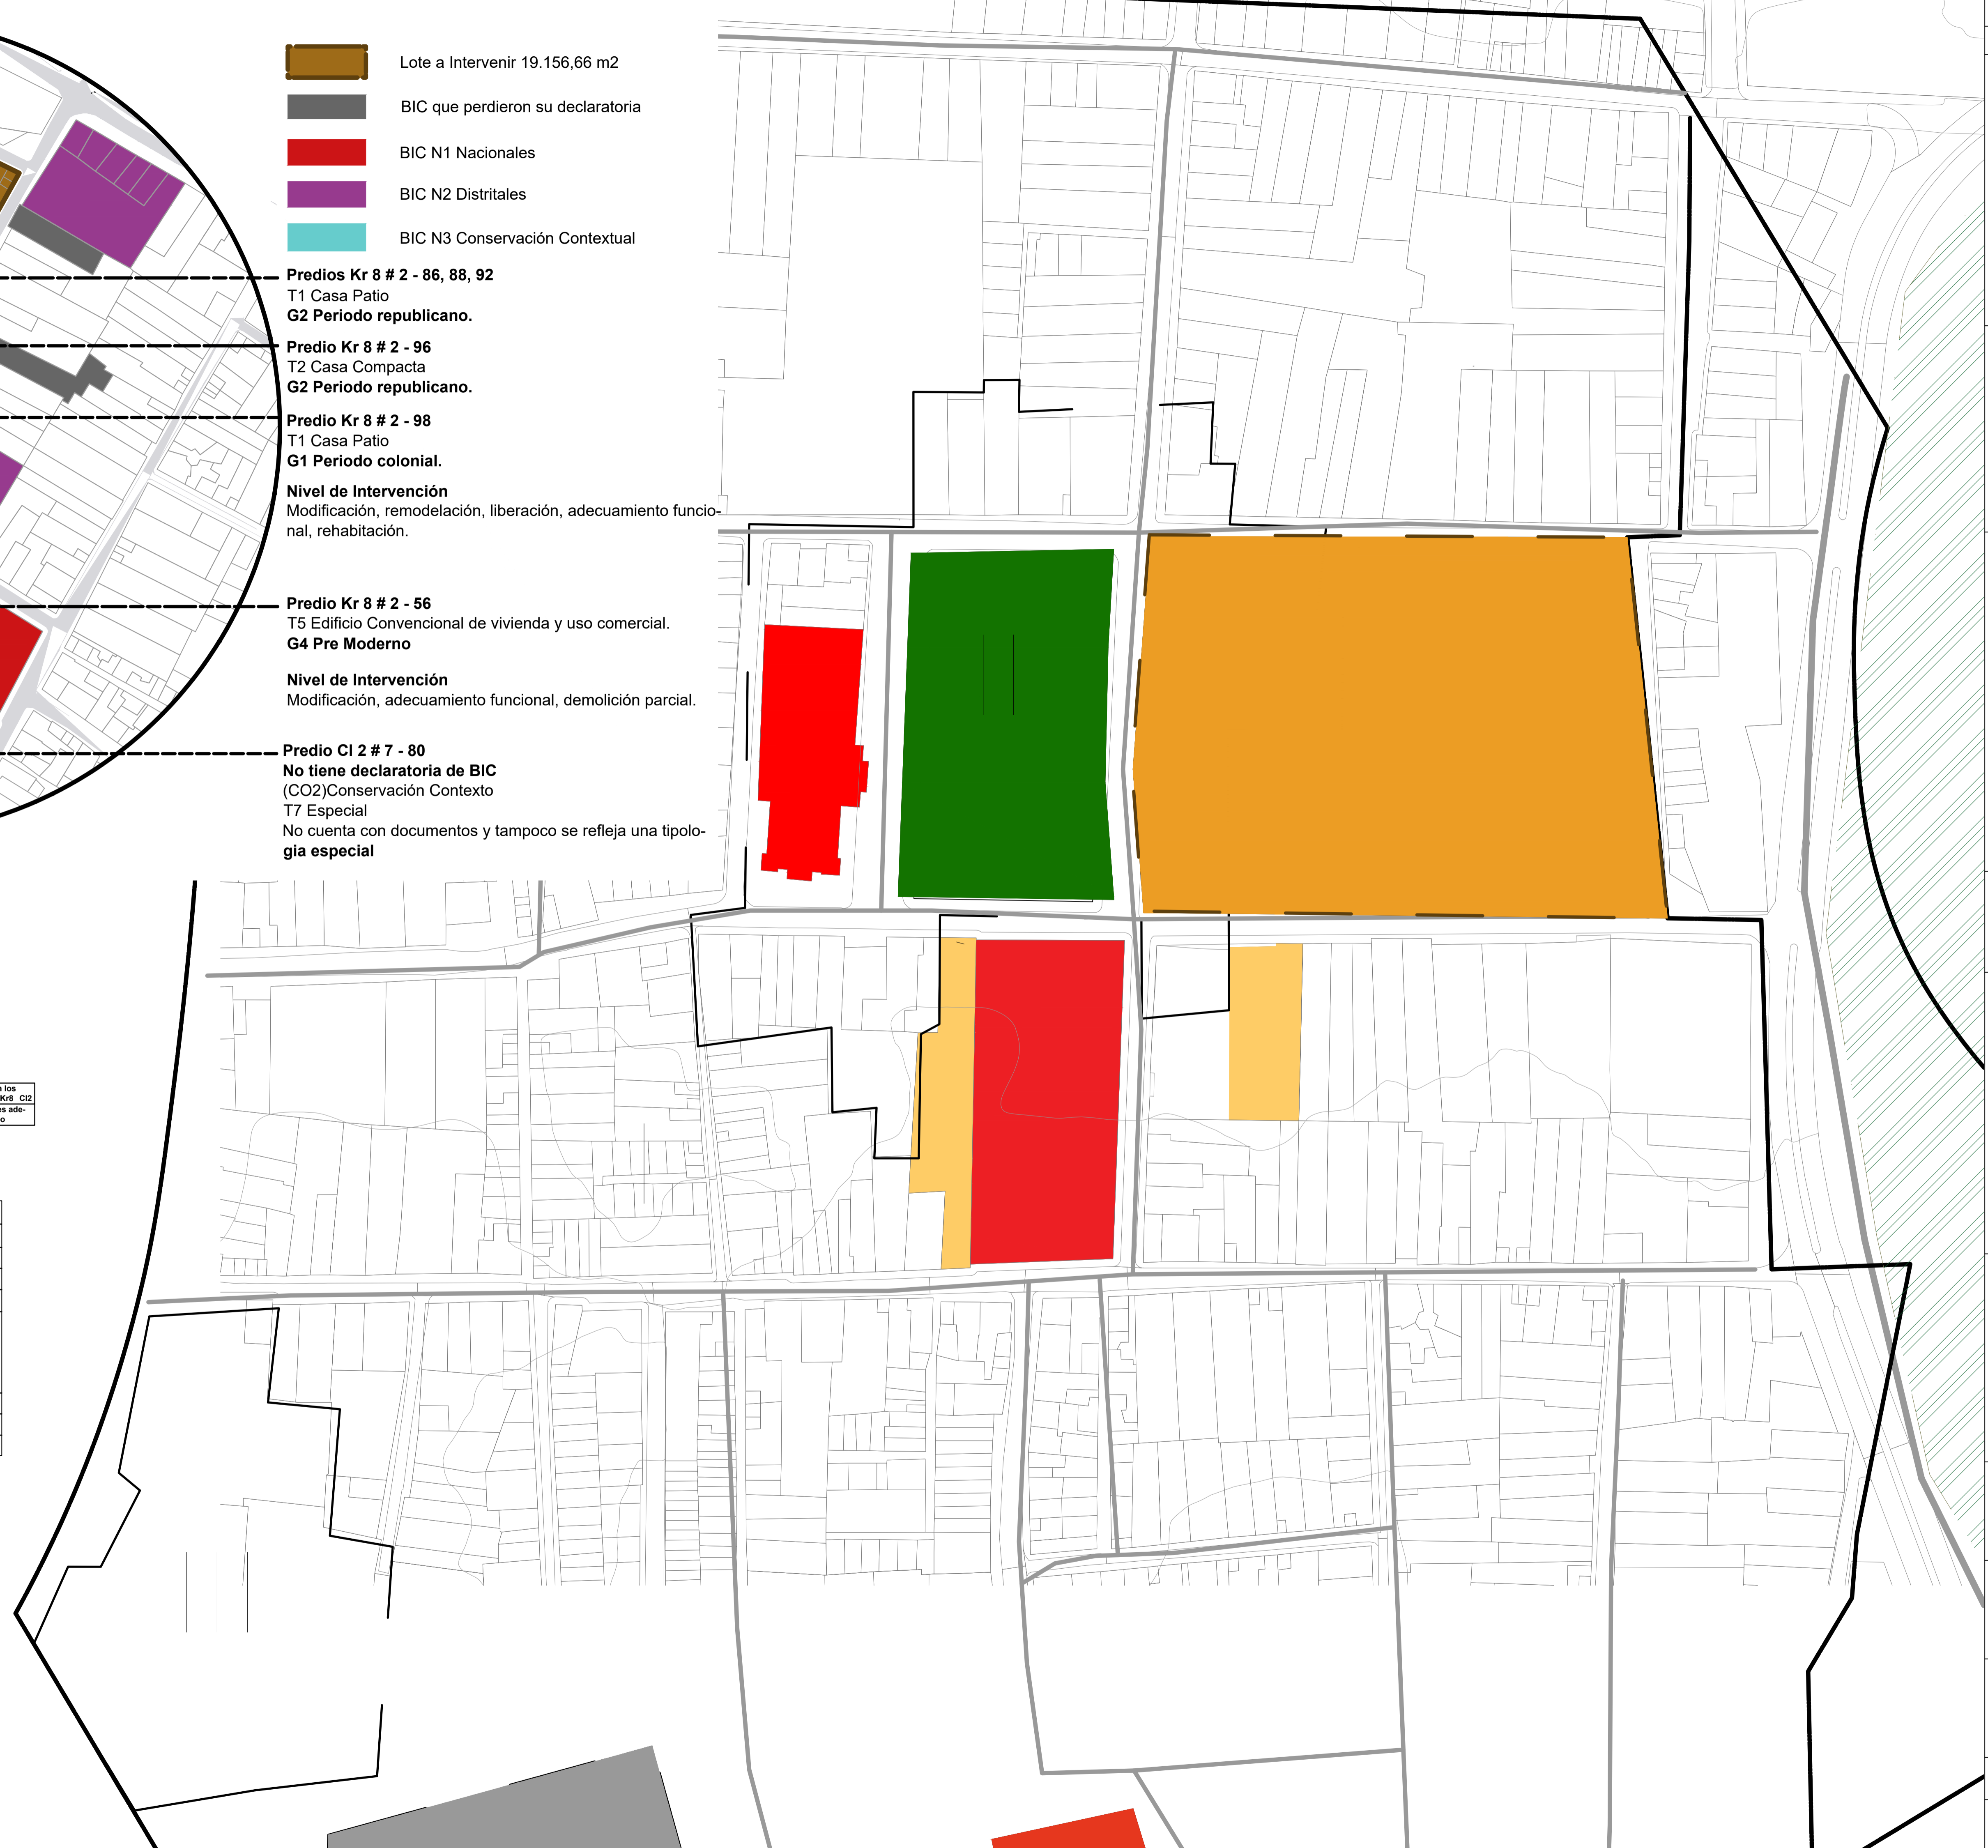 Lote a Intervenir 19.156,66 m2
BIC que perdieron su declaratoria
BIC N1 Nacionales
BIC N2 Distritales
BIC N3 Conservación Contextual
Predios Kr 8 # 2 - 86, 88, 92
T1 Casa Patio
G2 Periodo republicano.
Predio Kr 8 # 2 - 96
T2 Casa Compacta
G2 Periodo republicano.
Predio Kr 8 # 2 - 98
T1 Casa Patio
G1 Periodo colonial.
Nivel de Intervención
Modificación, remodelación, liberación, adecuamiento funcio-
nal, rehabitación.
Predio Kr 8 # 2 - 56
T5 Edificio Convencional de vivienda y uso comercial.
G4 Pre Moderno
Nivel de Intervención
Modificación, adecuamiento funcional, demolición parcial.
Predio Cl 2 # 7 - 80
No tiene declaratoria de BIC
(CO2)Conservación Contexto
T7 Especial
No cuenta con documentos y tampoco se refleja una tipolo-
gia especial
los
Kr8 Cl2
ade-
o